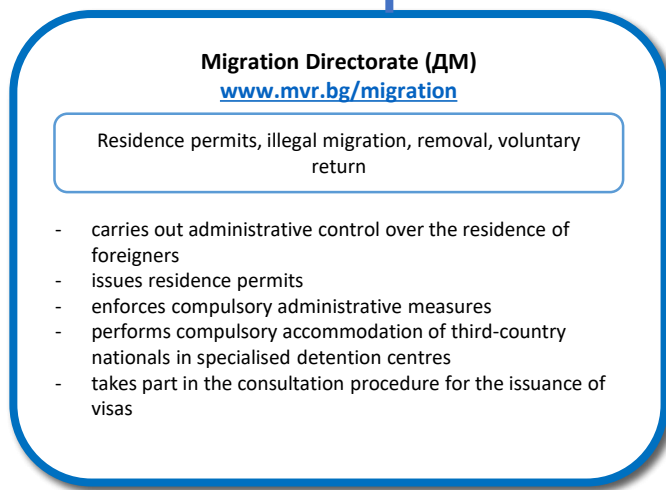 Migration Directorate (ДМ)
www.mvr.bg/migration
Residence permits, illegal migration, removal, voluntary
return
- carries out administrative control over the residence of
foreigners
- issues residence permits
- enforces compulsory administrative measures
- performs compulsory accommodation of third-country
nationals in specialised detention centres
- takes part in the consultation procedure for the issuance of
visas